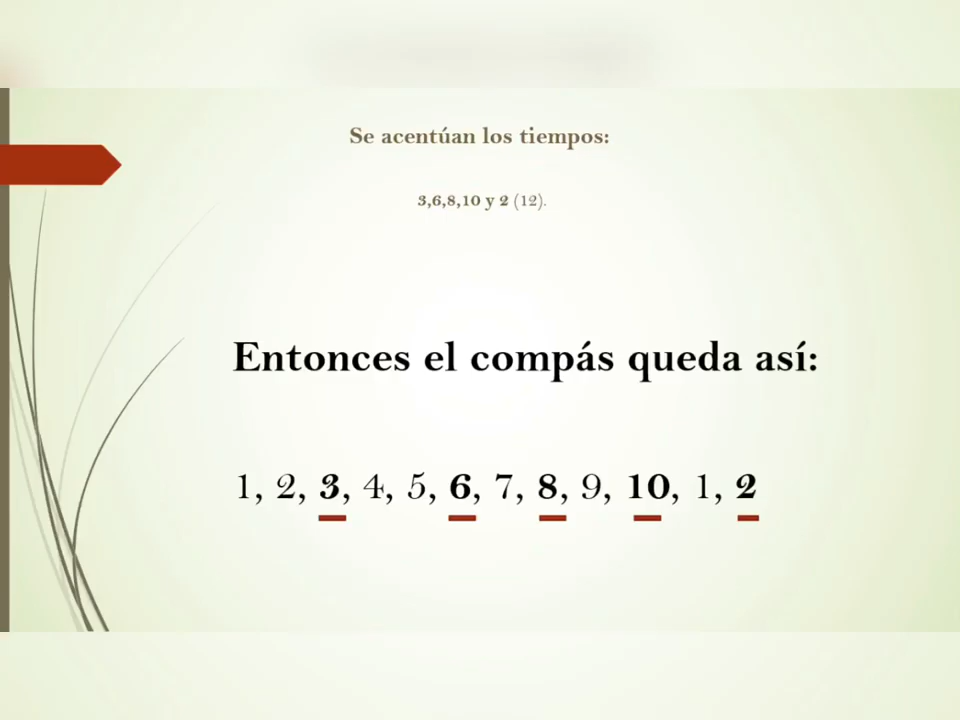 Se acentúan los tiempos:
3,6,8,10 y 2 (12).
Entonces el compás queda así:
1, 2, 3, 4, 5, 6, 7, 8, 9, 10, 1, 2